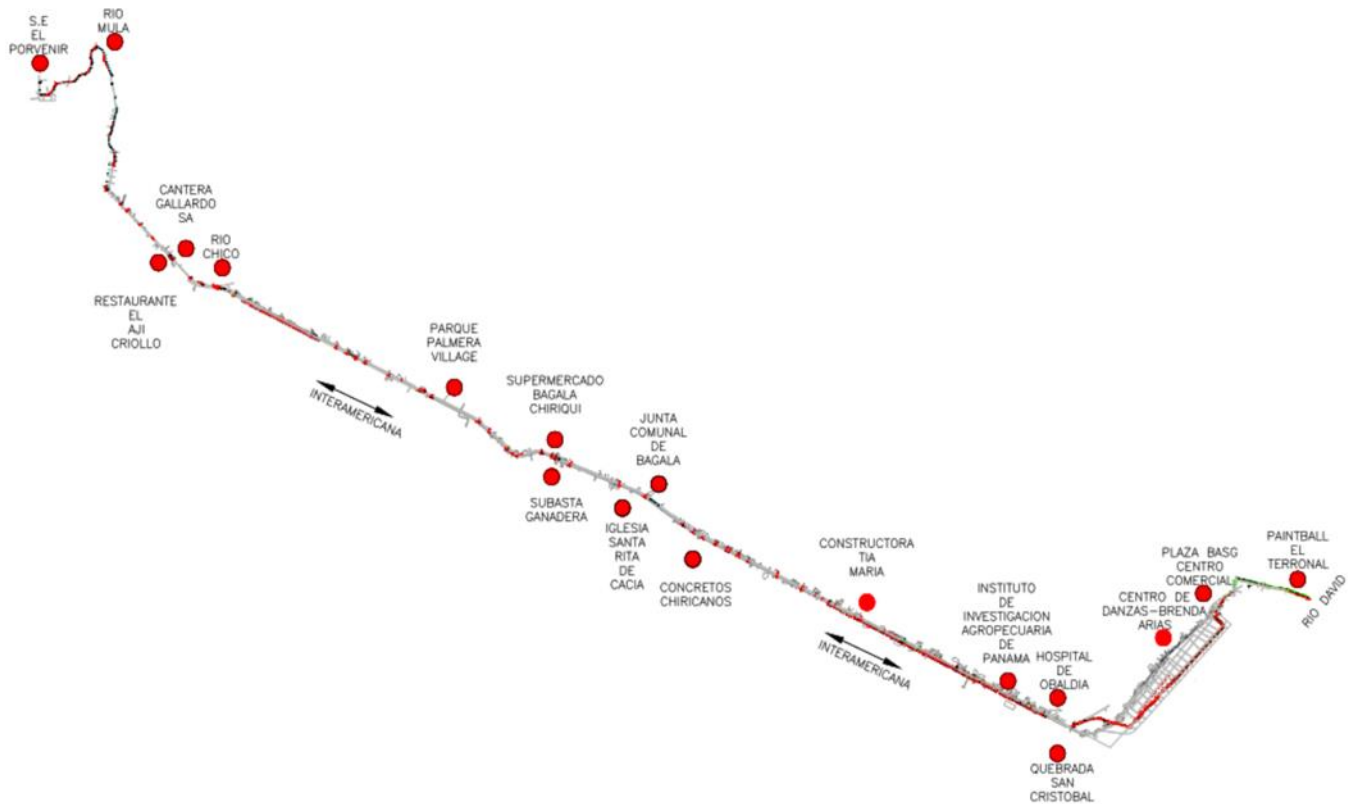 S.E
EL
PORVENIR
RIO
MULA
CANTERA
GALLARDO
SA
RIO
CHICO
RESTAURANTE
EL
AJI
CRIOLLO
INTERAMERICANA
PARQUE
PALMERA
VILLAGE
SUPERMERCADO
BAGALA
CHIRIQUI
SUBASTA
GANADERA
JUNTA
COMUNAL
DE
BAGALA
IGLESIA
SANTA
RITA
DE
CACIA
CONCRETOS
CHIRICANOS
CONSTRUCTORA
TIA
MARIA
INTERAMERICANA
INSTITUTO
DE
INVESTIGACION
AGROPECUARIA
DE
PANAMA
HOSPITAL
DE
OBALDIA
QUEBRADA
SAN
CRISTOBAL
PLAZA BASG
CENTRO
COMERCIAL
CENTRO DE
DANZAS-BRENDA
ARIAS
PAINTBALL
EL
TERRONAL
RIO DAVID